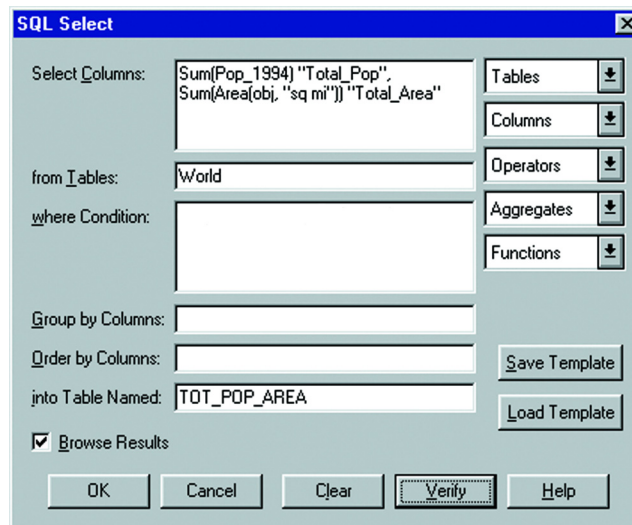 SQL Select
Select Columns:
Sum(Pop_1994) "Total_Pop",
Sum(Area(obj, "sq mi")) "Total_Area"
Tables
Columns
from Tables:
World
Operators
where Condition:
Aggregates
Functions
Group by Columns:
Order by Columns:
Save Template
into Table Named:
TOT_POP_AREA
Load Template
Browse Results
OK
Cancel
Clear
Verify
Help